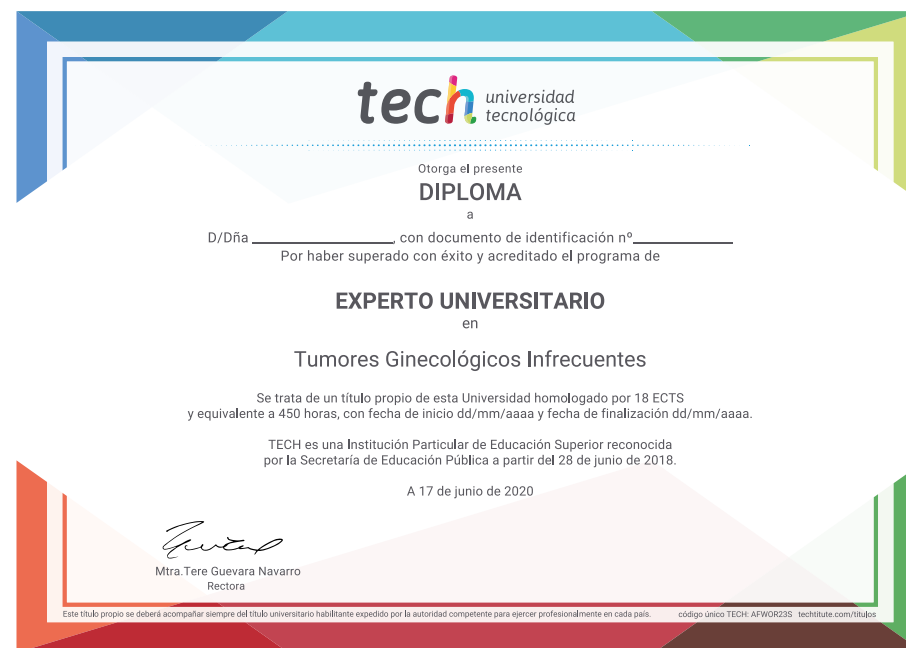 tech universidad
tecnológica
Otorga el presente
DIPLOMA
a
D/Dña ____________________, con documento de identificación nº______________
Por haber superado con éxito y acreditado el programa de
EXPERTO UNIVERSITARIO
en
Tumores Ginecológicos Infrecuentes
Se trata de un título propio de esta Universidad homologado por 18 ECTS
y equivalente a 450 horas, con fecha de inicio dd/mm/aaaa y fecha de finalización dd/mm/aaaa.
TECH es una Institución Particular de Educación Superior reconocida
por la Secretaría de Educación Pública a partir del 28 de junio de 2018.
A 17 de junio de 2020
Mtra.Tere Guevara Navarro
Rectora
Este título propio se deberá acompañar siempre del título universitario habilitante expedido por la autoridad competente para ejercer profesionalmente en cada país. código único TECH: AFWOR23S techtitute.com/títulos